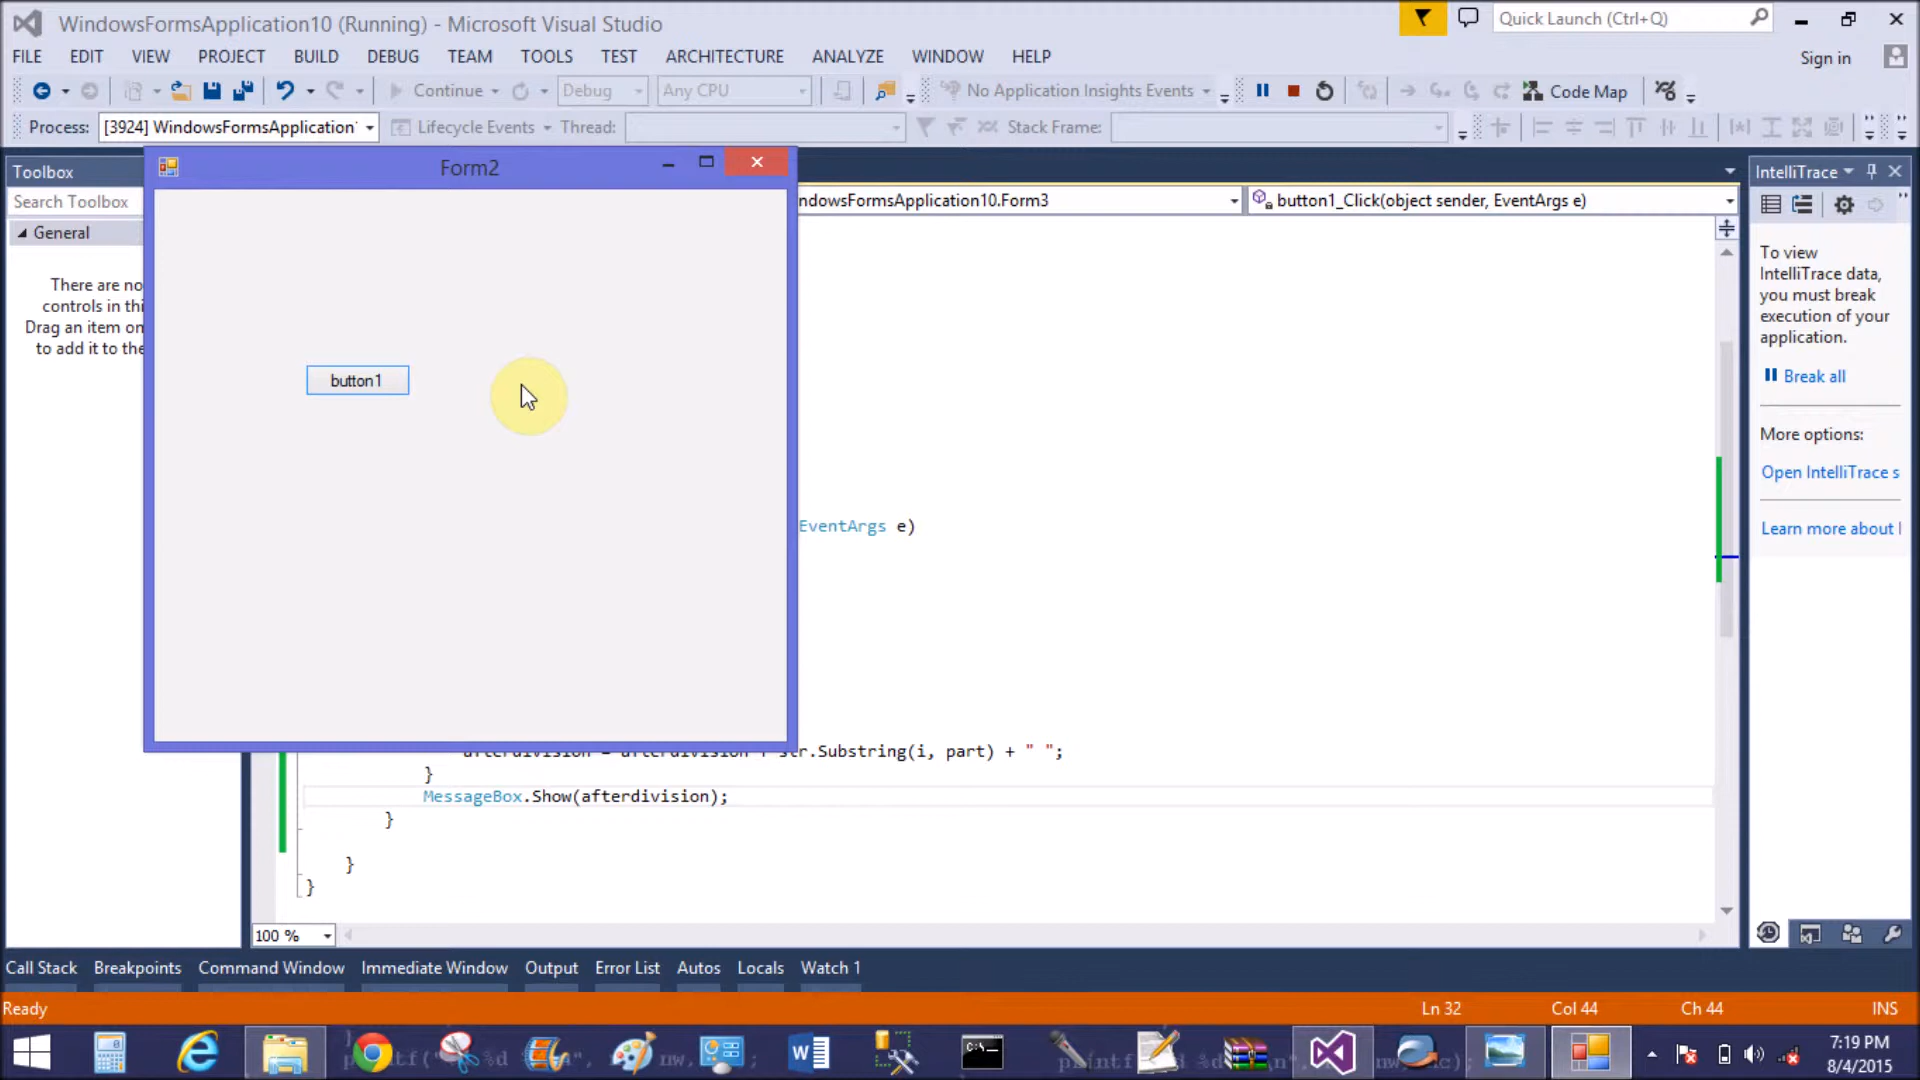 WindowsFormsApplication10 (Running) - Microsoft Visual Studio
Quick Launch (Ctrl+Q)
FILE EDIT VIEW PROJECT BUILD DEBUG TEAM TOOLS TEST ARCHITECTURE ANALYZE WINDOW HELP
Sign in
Continue Debug Any CPU No Application Insights Events Code Map
Process: [3924] WindowsFormsApplication Lifecycle Events Thread: Stack Frame:
Toolbox
Form2
IntelliTrace
Search Toolbox
ndowsFormsApplication10.Form3
button1_Click(object sender, EventArgs e)
General
There are no
controls in thi
Drag an item on
to add it to the
To view
IntelliTrace data,
you must break
execution of your
application.
Break all
button1
More options:
Open IntelliTrace s
EventArgs e)
Learn more about I
afterdivision = afterdivision + str.Substring(i, part) + " ";
}
MessageBox.Show(afterdivision);
}
}
}
100 %
Call Stack Breakpoints Command Window Immediate Window Output Error List Autos Locals Watch 1
Ready
Ln 32 Col 44 Ch 44 INS
7:19 PM
8/4/2015